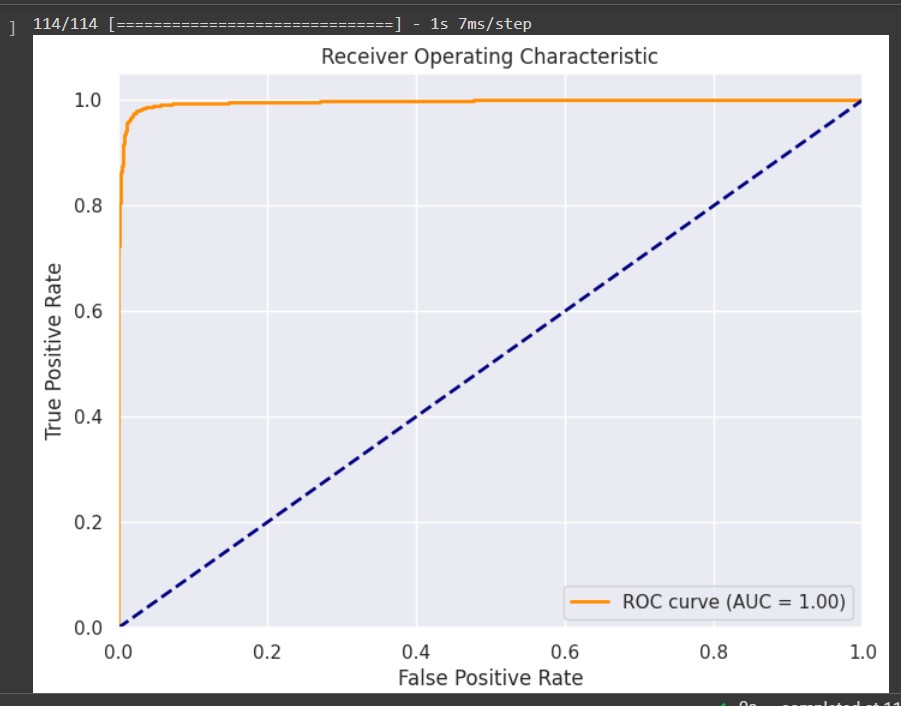 ] 114/114 [==============================] - 1s 7ms/step
Receiver Operating Characteristic
True Positive Rate
1.0
0.8
0.6
0.4
0.2
0.0
ROC curve (AUC = 1.00)
0.0 0.2 0.4 0.6 0.8 1.0
False Positive Rate